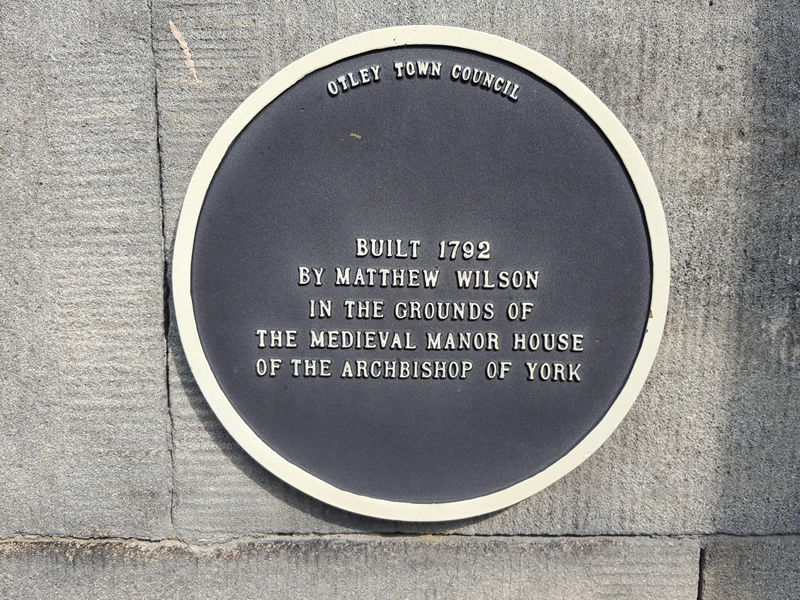 OTLEY TOWN COUNCIL
BUILT 1792
BY MATTHEW WILSON
IN THE GROUNDS OF
THE MEDIEVAL MANOR HOUSE
OF THE ARCHBISHOP OF YORK